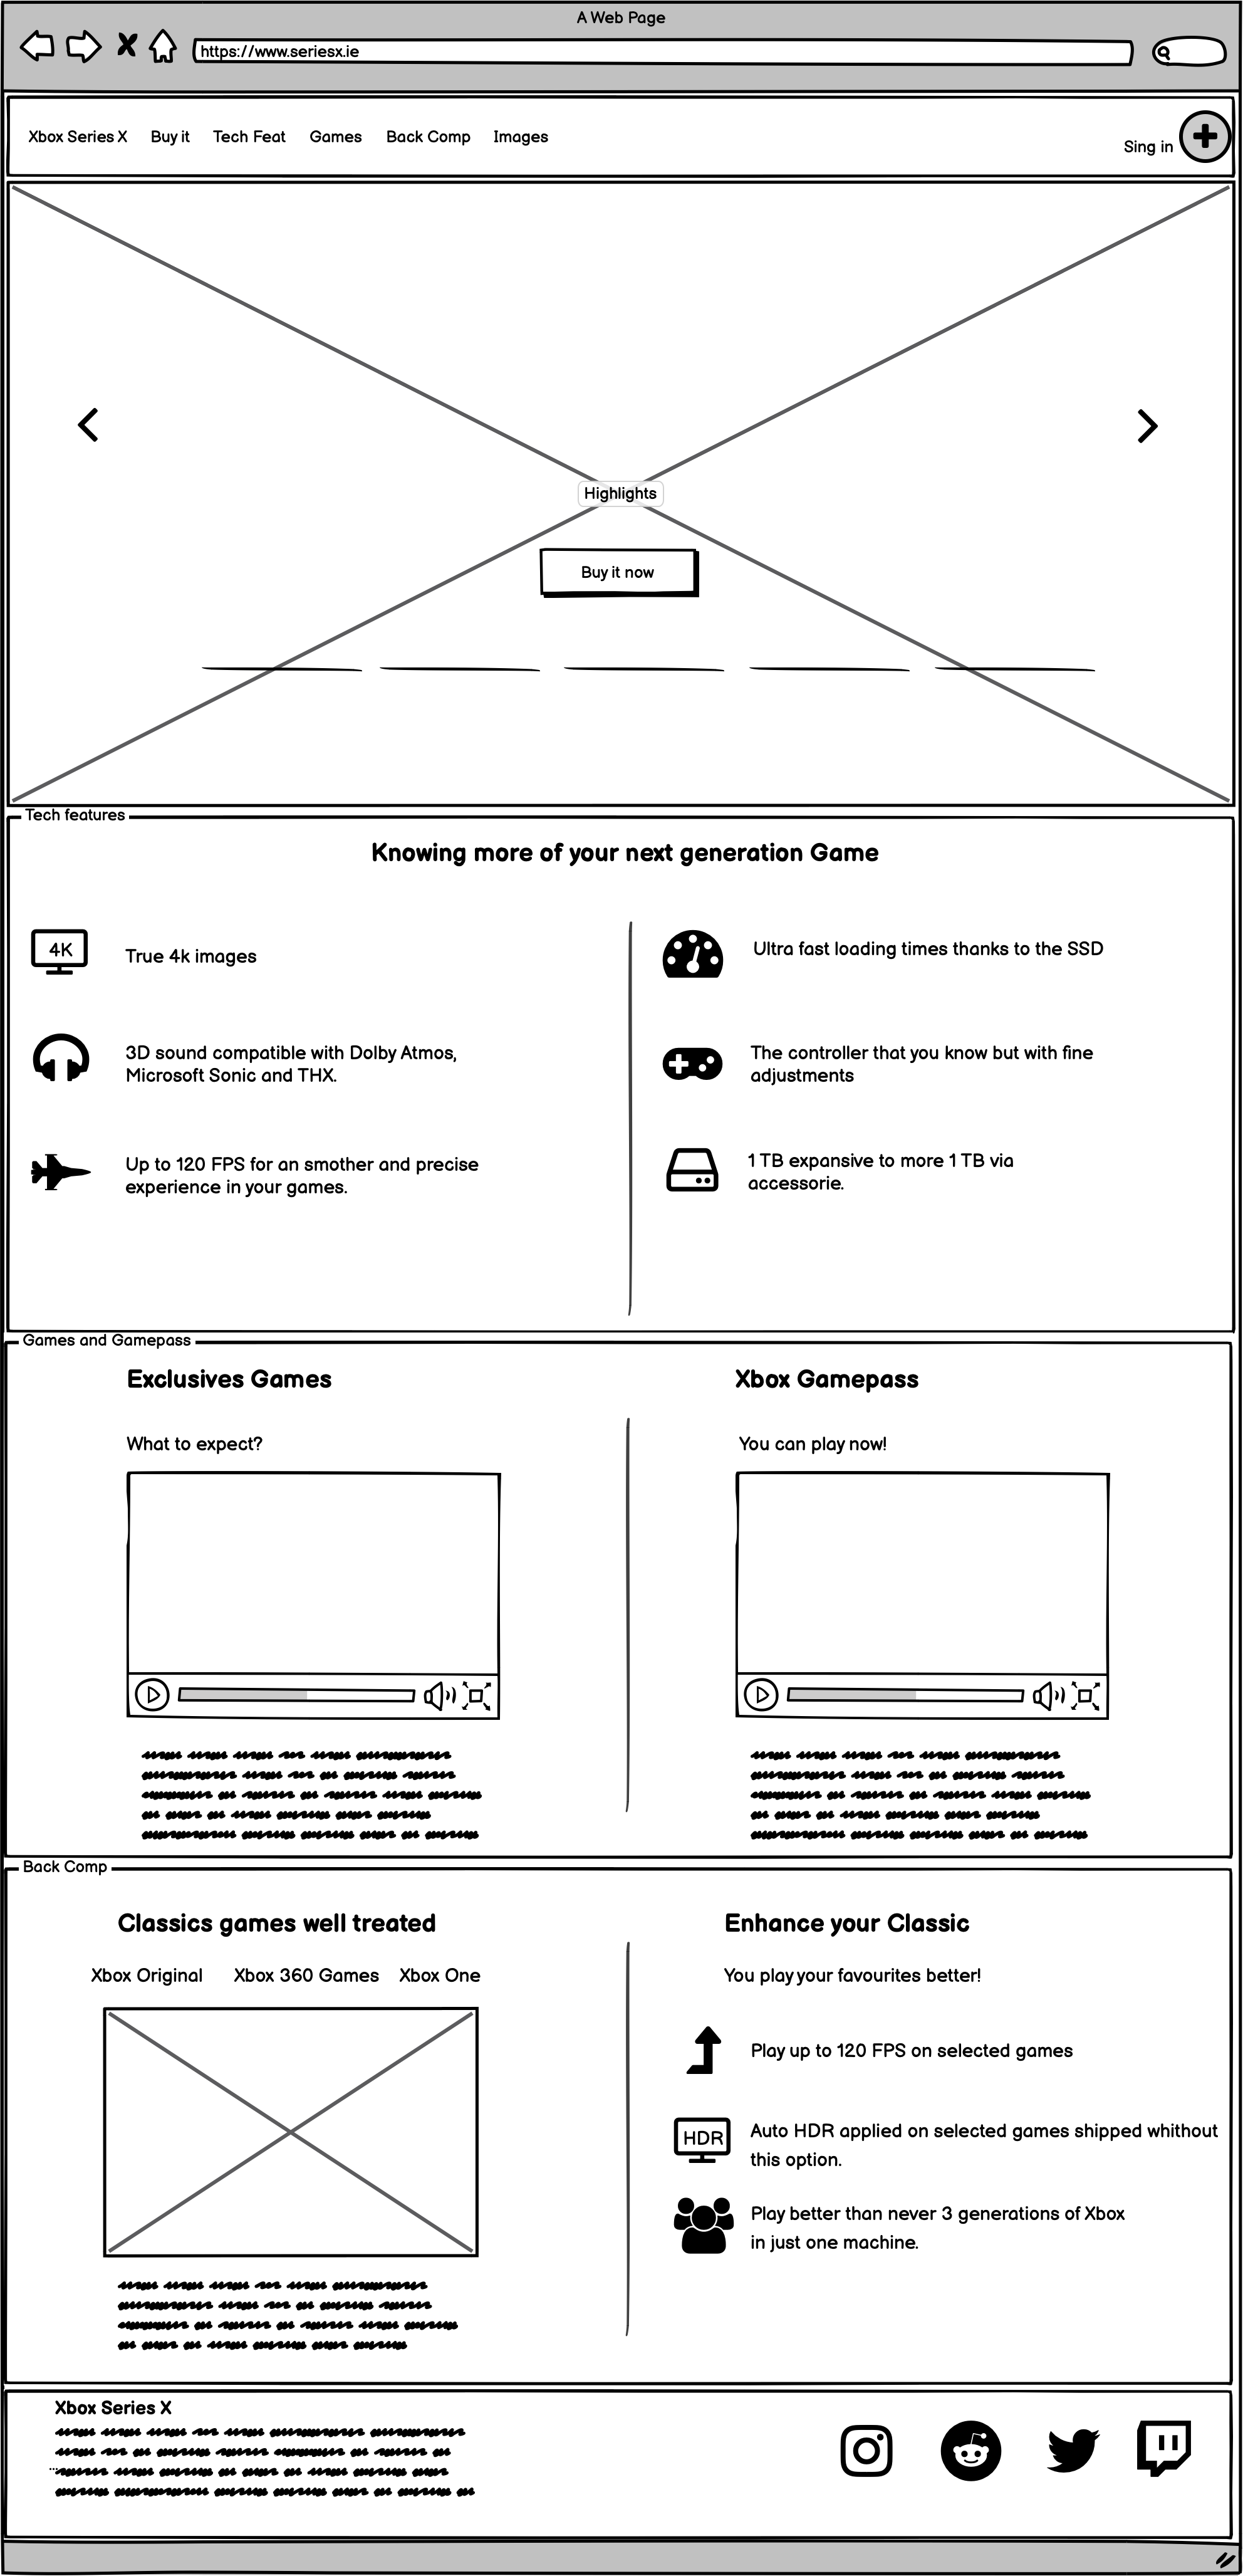 A Web Page
https://www.seriesx.ie
Xbox Series X Buy it Tech Feat Games Back Comp Images
Sing in
Highlights
Buy it now
Tech features
Knowing more of your next generation Game
4K
True 4k images
3D sound compatible with Dolby Atmos,
Microsoft Sonic and THX.
Up to 120 FPS for an smother and precise
experience in your games.
Ultra fast loading times thanks to the SSD
The controller that you know but with fine
adjustments
1 TB expansive to more 1 TB via
accessorie.
Games and Gamepass
Exclusives Games
What to expect?
Xbox Gamepass
You can play now!
Back Comp
Classics games well treated
Xbox Original Xbox 360 Games Xbox One
Enhance your Classic
You play your favourites better!
Play up to 120 FPS on selected games
HDR
Auto HDR applied on selected games shipped whithout
this option.
Play better than never 3 generations of Xbox
in just one machine.
Xbox Series X